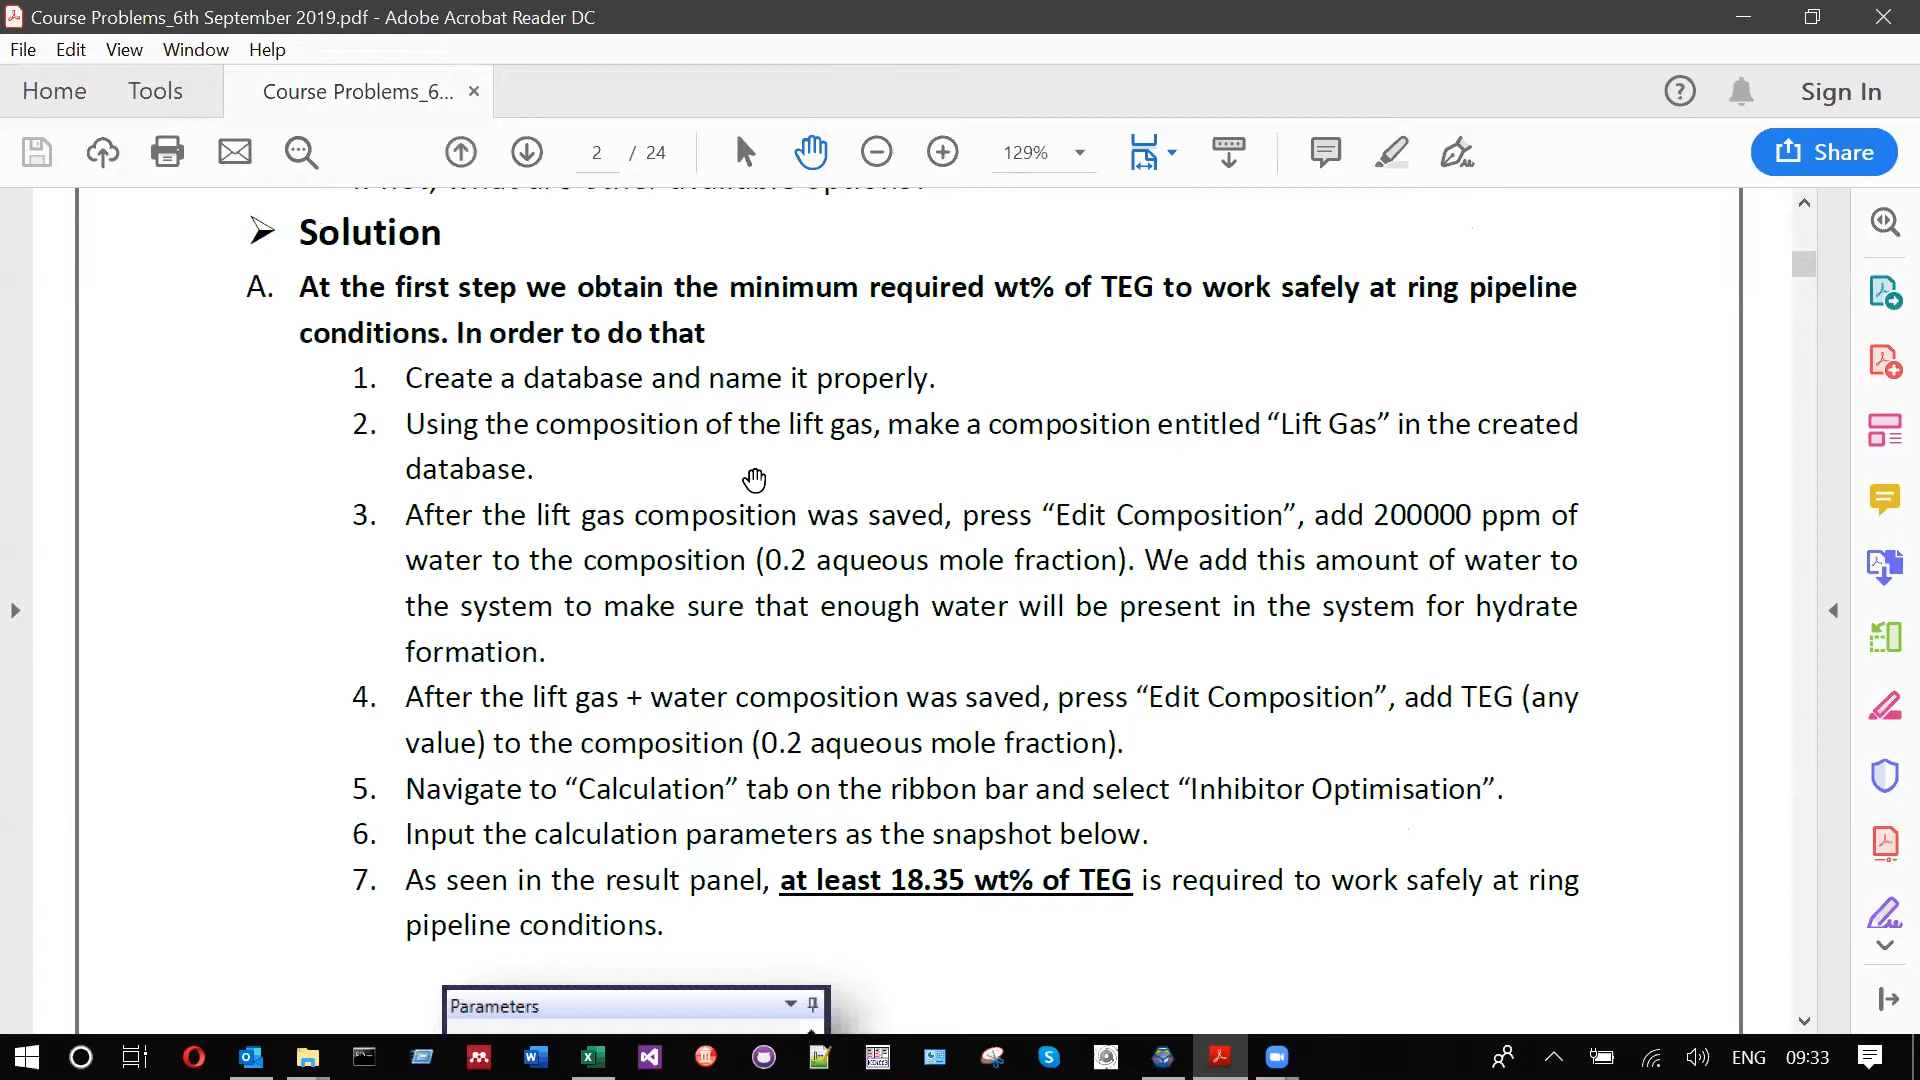 Course Problems_6th September 2019.pdf - Adobe Acrobat Reader DC
File Edit View Window Help
Home Tools Course Problems_6... × Sign In
2 / 24 129% Share
Solution
A. At the first step we obtain the minimum required wt% of TEG to work safely at ring pipeline
conditions. In order to do that
1. Create a database and name it properly.
2. Using the composition of the lift gas, make a composition entitled “Lift Gas” in the created
database.
3. After the lift gas composition was saved, press “Edit Composition”, add 200000 ppm of
water to the composition (0.2 aqueous mole fraction). We add this amount of water to
the system to make sure that enough water will be present in the system for hydrate
formation.
4. After the lift gas + water composition was saved, press “Edit Composition”, add TEG (any
value) to the composition (0.2 aqueous mole fraction).
5. Navigate to “Calculation” tab on the ribbon bar and select “Inhibitor Optimisation”.
6. Input the calculation parameters as the snapshot below.
7. As seen in the result panel, at least 18.35 wt% of TEG is required to work safely at ring
pipeline conditions.
Parameters
ENG 09:33